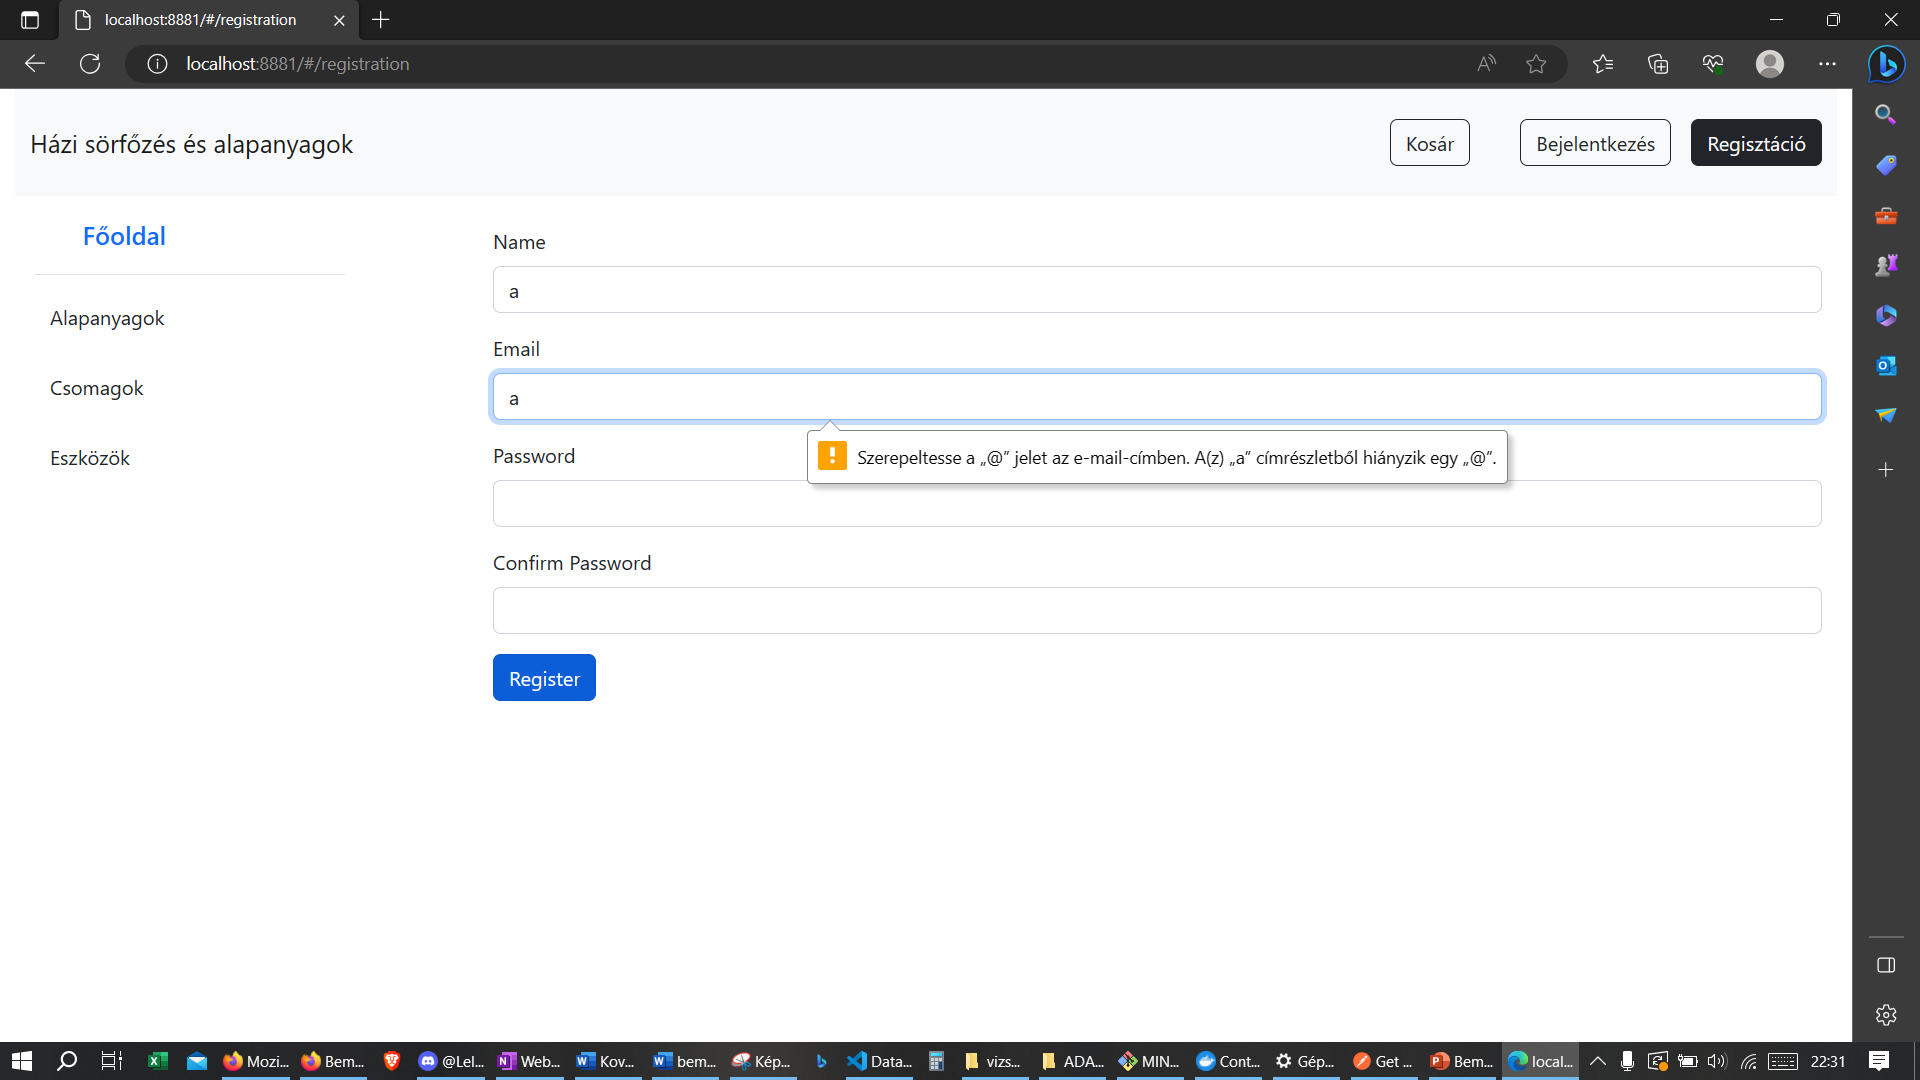 localhost:8881/#/registration
localhost:8881/#/registration
Házi sörfőzés és alapanyagok
Kosár
Bejelentkezés
Regisztáció
Főoldal
Alapanyagok
Csomagok
Eszközök
Name
a
Email
a
Szerepeltesse a „@” jelet az e-mail-címben. A(z) „a” címrészletből hiányzik egy „@”.
Password
Confirm Password
Register
Mozi... Bem... @Lel... Web... Kov... bem... Kép... Data... vizs... ADA... MIN... Cont... Gép... Get ... Bem... local... 22:31